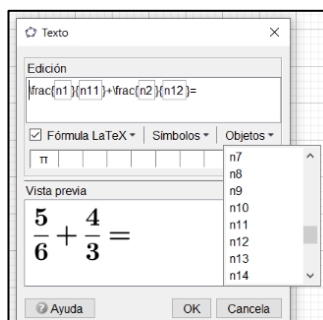 Texto
Edición
\frac{n1}{n11}+\frac{n2}{n12}=
Fórmula LaTeX Símbolos Objetos
π
n7
n8
n9
n10
n11
n12
n13
n14
Vista previa
5/6 + 4/3 =
Ayuda OK Cancela